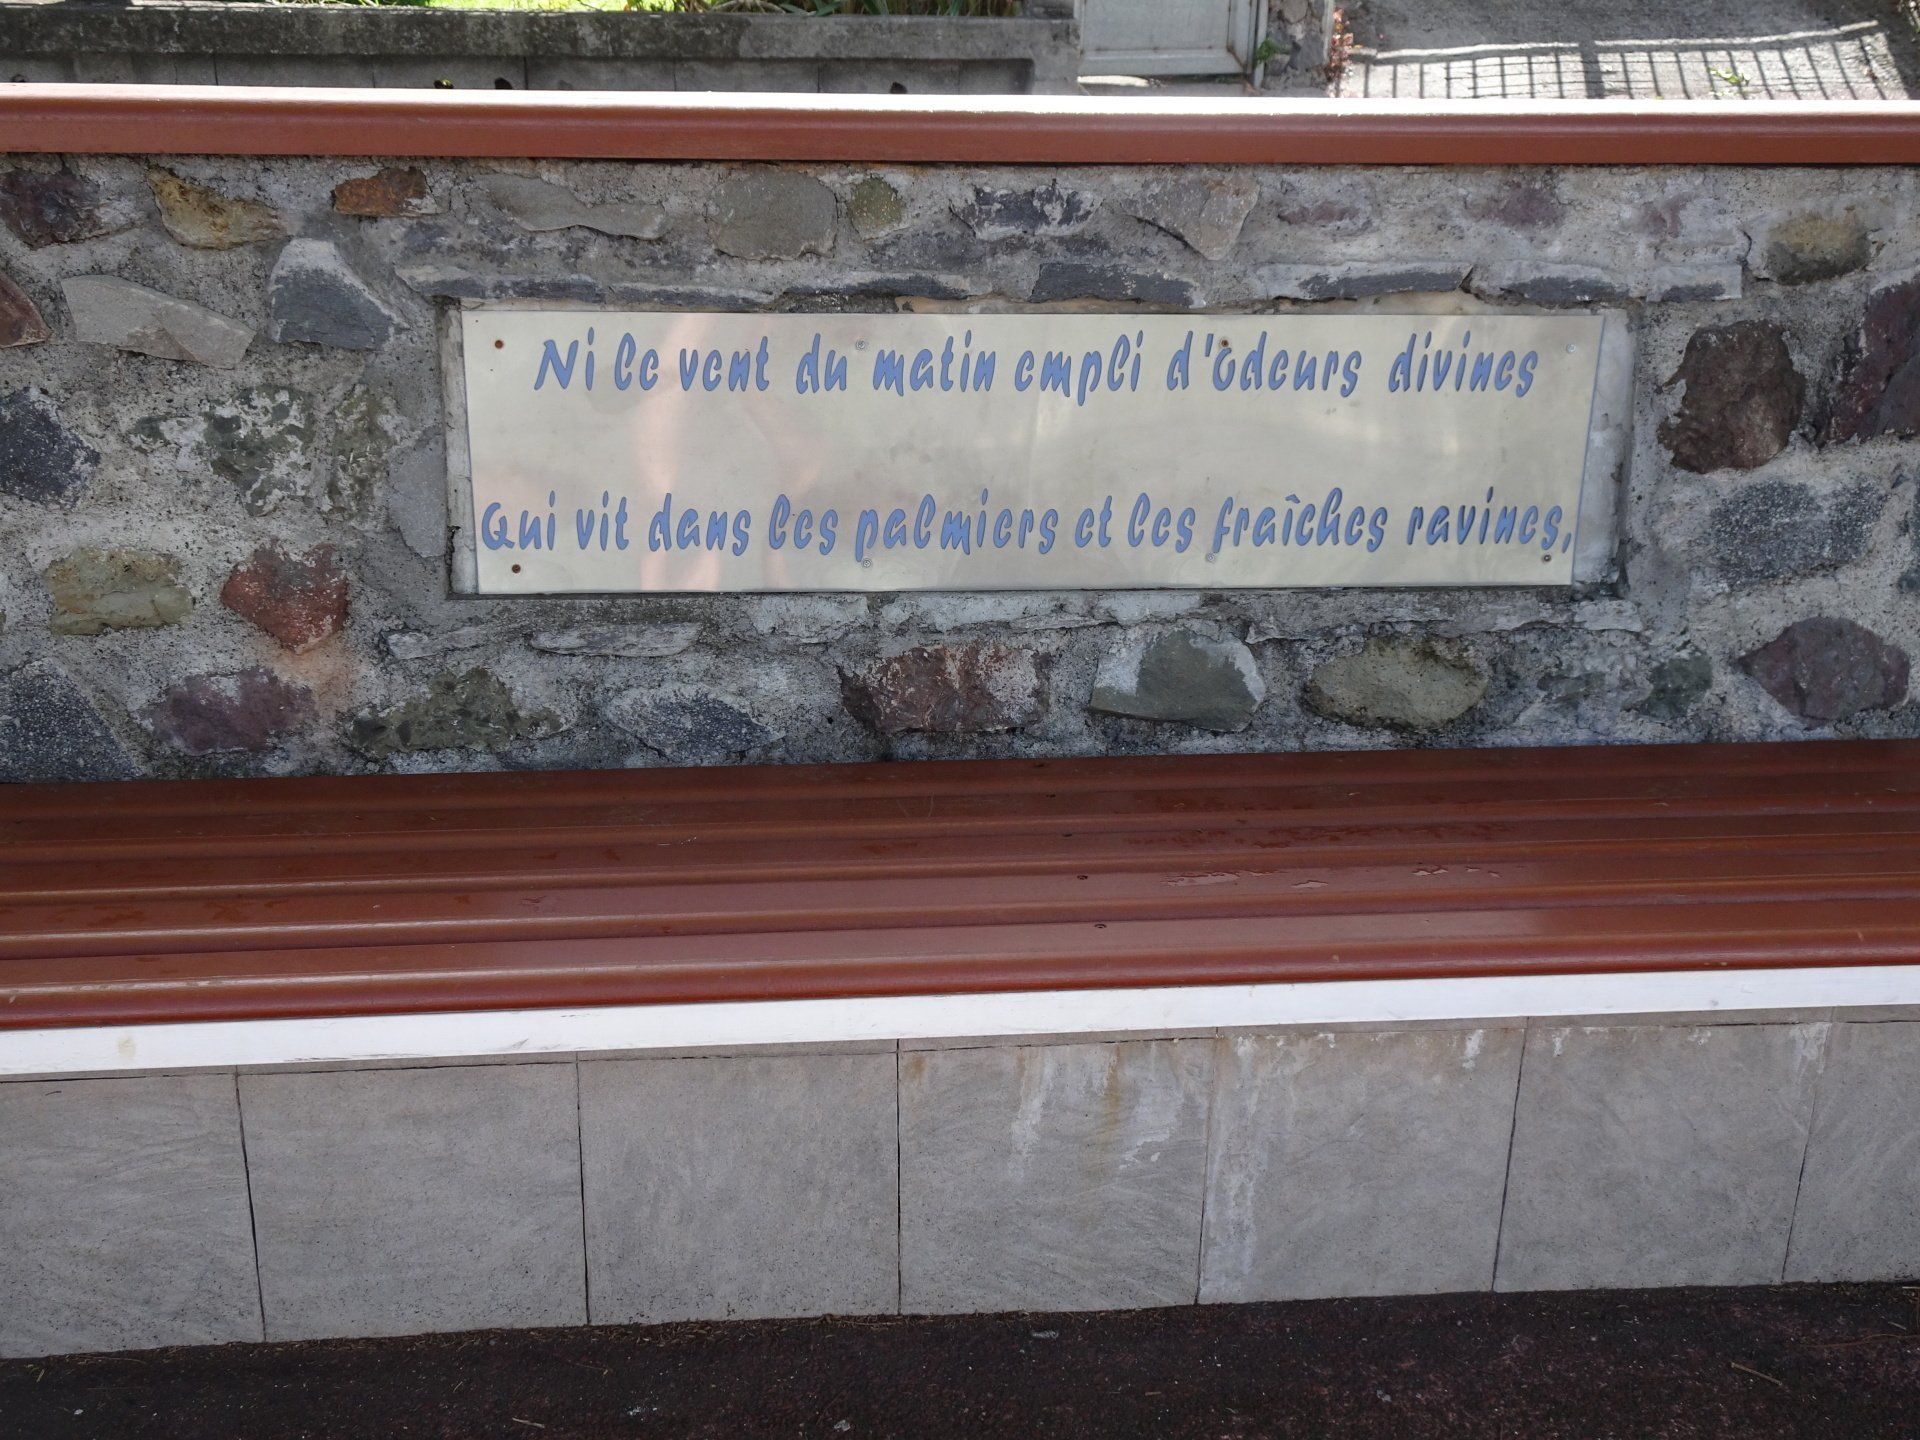 Ni le vent du matin empli d'Odeurs divines
Qui vit dans les palmiers et les fraîches ravines,